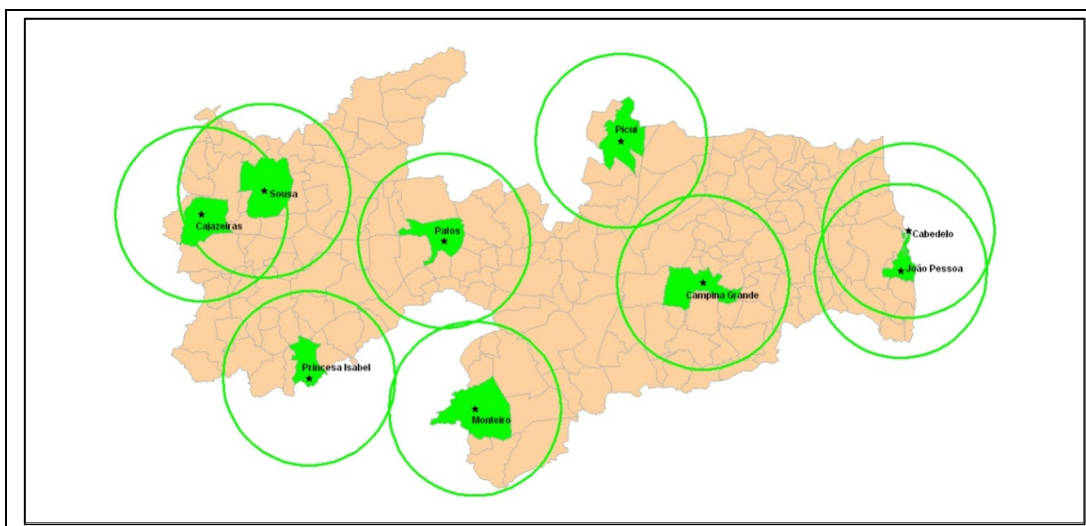 Picuí
Sousa
Cajazeiras
Patos
Cabedelo
João Pessoa
Campina Grande
Princesa Isabel
Monteiro